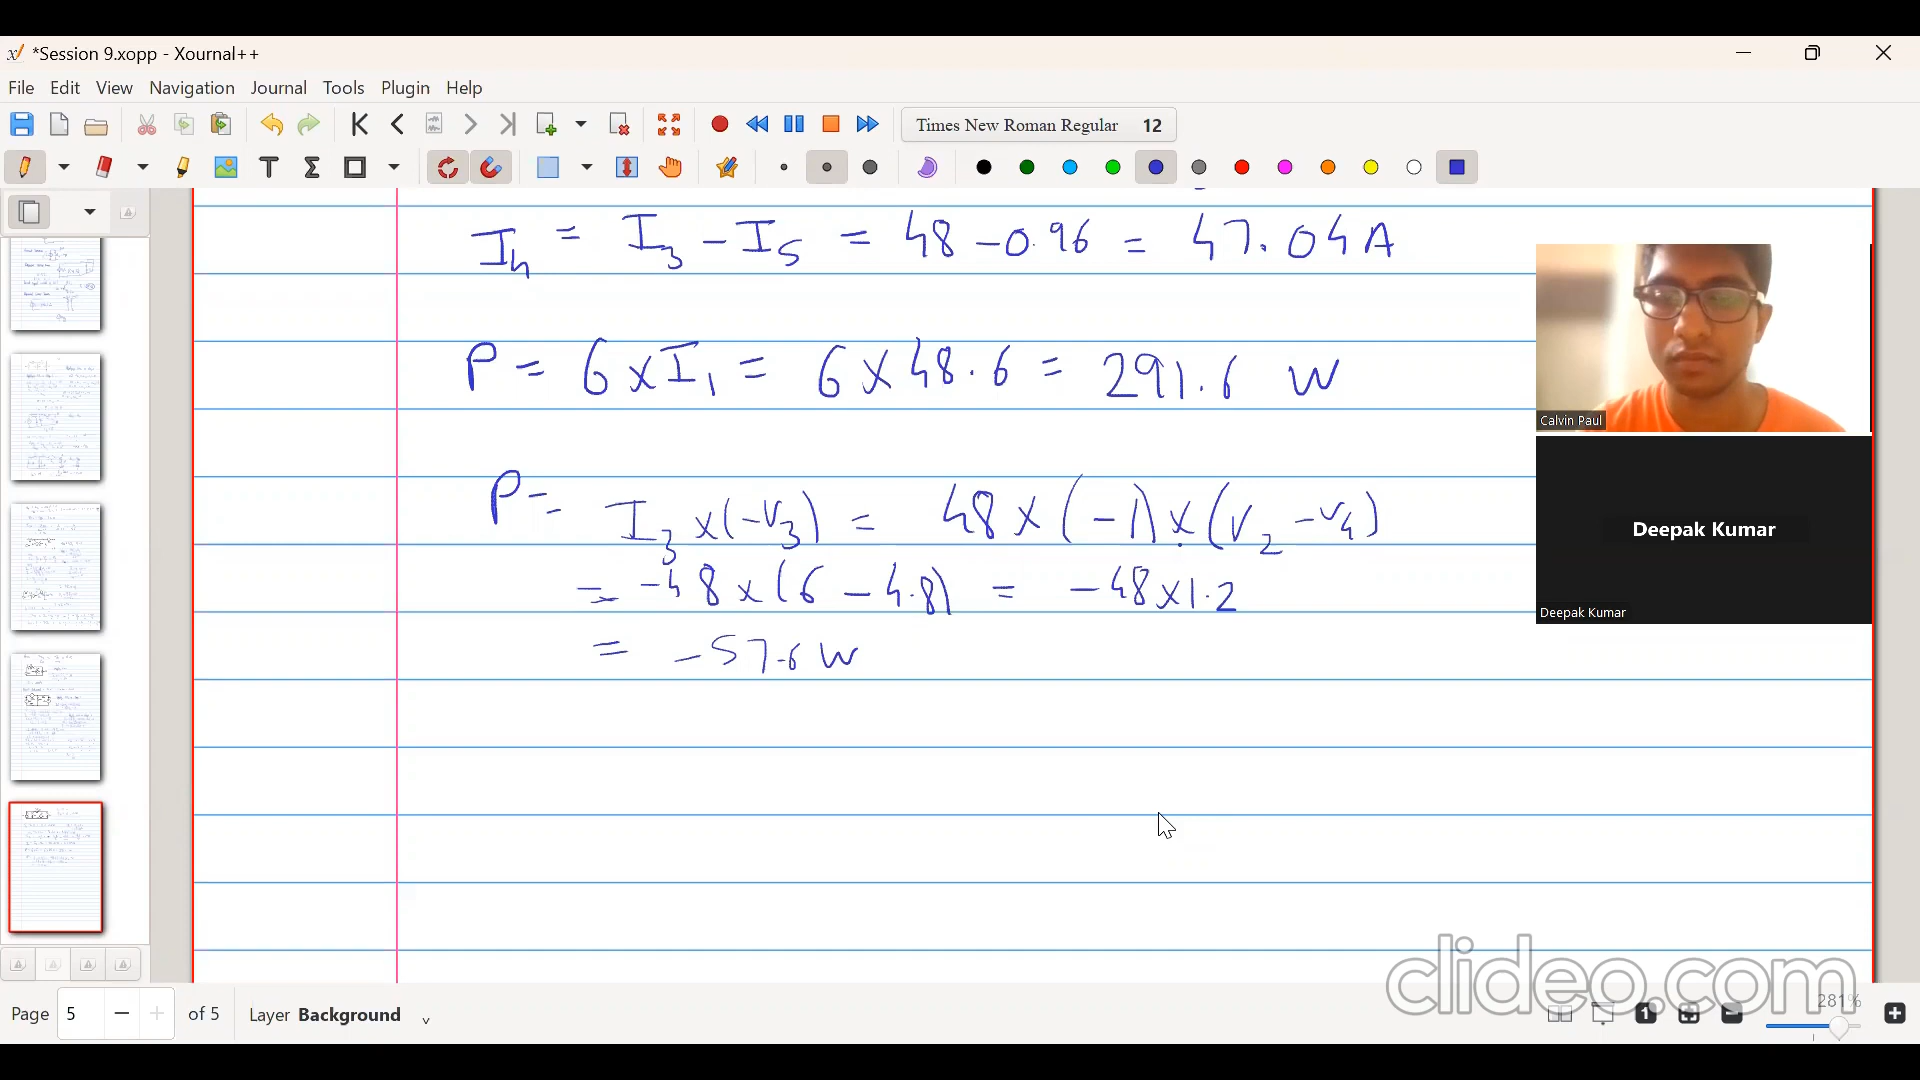 *Session 9.xopp - Xournal++
File Edit View Navigation Journal Tools Plugin Help
Times New Roman Regular 12
I₄ = I₃ - I₅ = 48 - 0.96 = 47.04 A
P = 6 x I₁ = 6 x 48.6 = 291.6 W
P = I₃ x (-V₃) = 48 x (-1) x (V₂ - V₄)
= -48 x (6 - 4.8) = -48 x 1.2
= -57.6 W
Calvin Paul
Deepak Kumar
Deepak Kumar
clideo.com
Page 5 of 5 Layer Background 281%